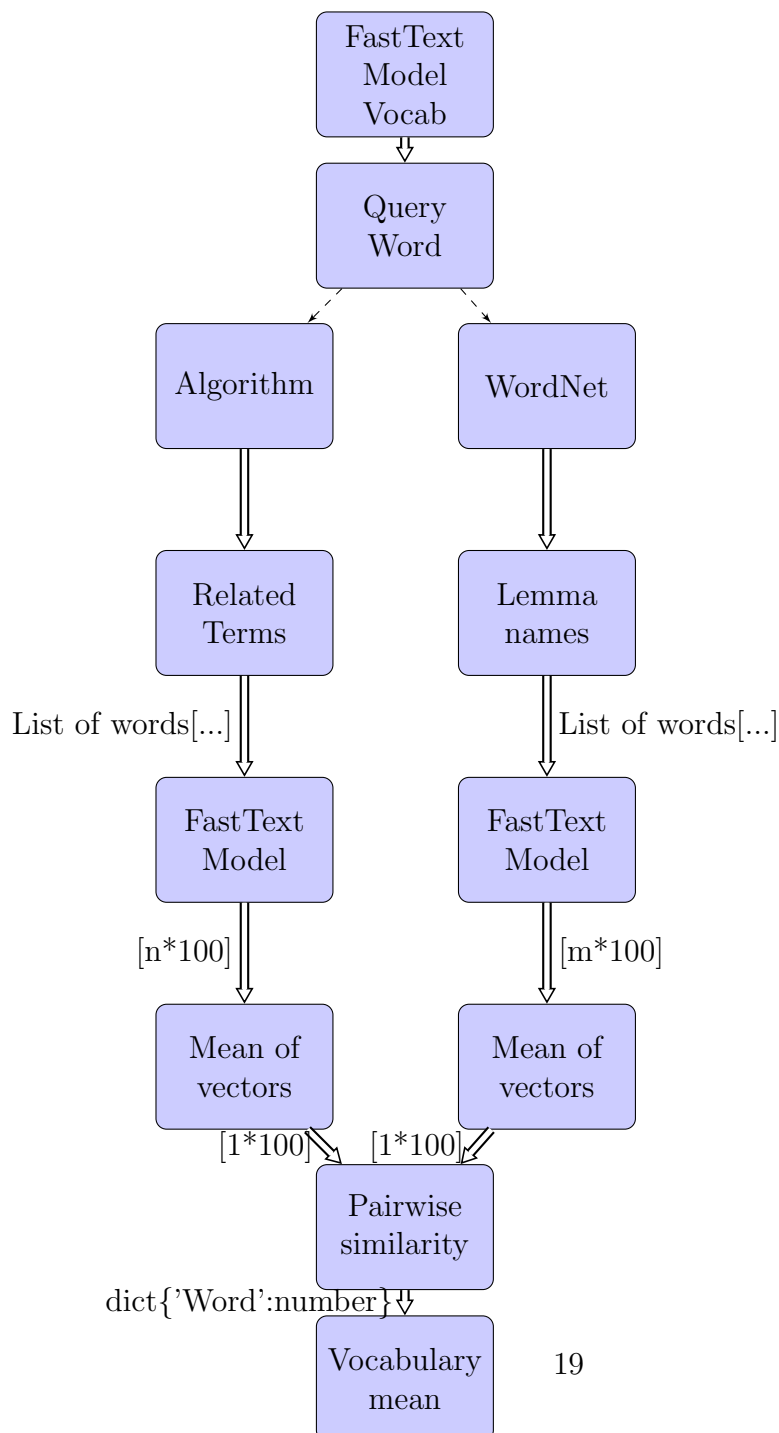 FastText
Model
Vocab
Query
Word
Algorithm
WordNet
Related
Terms
Lemma
names
List of words[...]
List of words[...]
FastText
Model
FastText
Model
[n*100]
[m*100]
Mean of
vectors
Mean of
vectors
[1*100]
[1*100]
Pairwise
similarity
dict{’Word’:number}
Vocabulary
mean
19